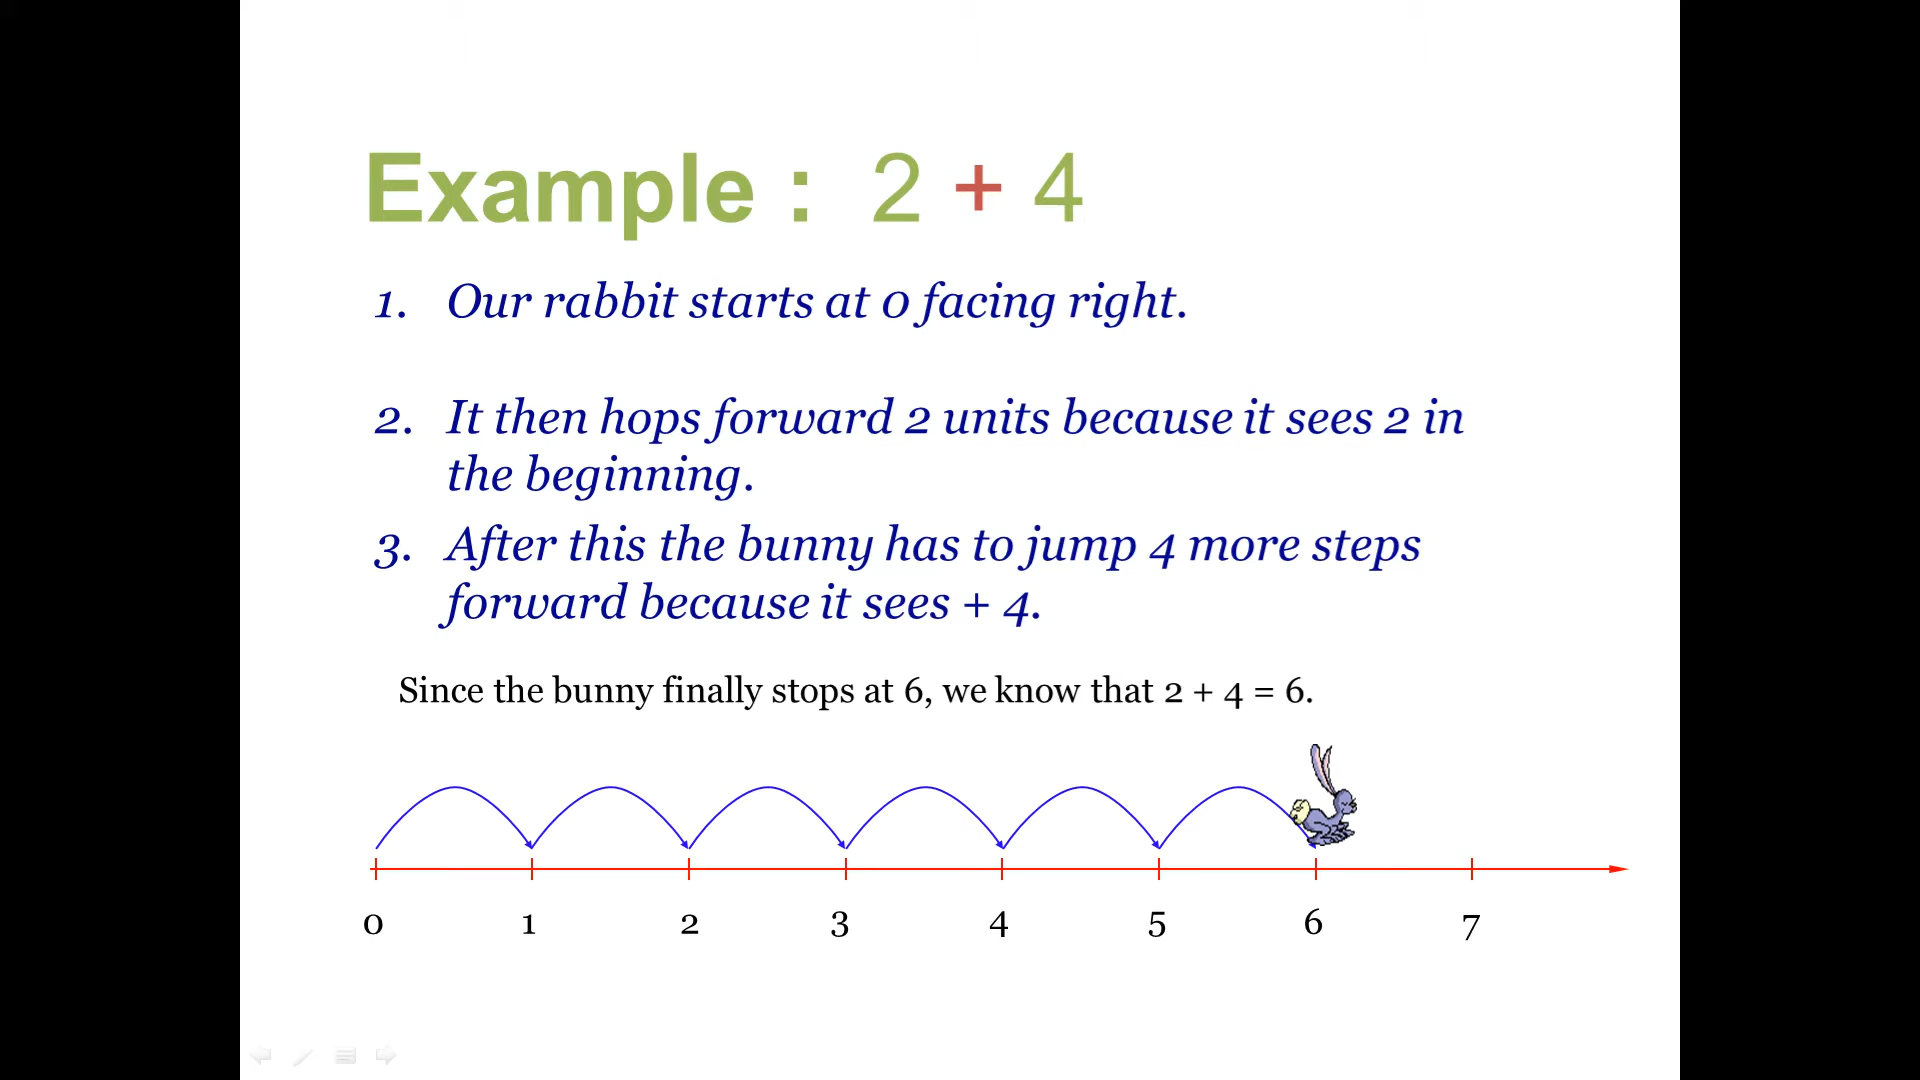 Example : 2 + 4
1. Our rabbit starts at 0 facing right.
2. It then hops forward 2 units because it sees 2 in
the beginning.
3. After this the bunny has to jump 4 more steps
forward because it sees + 4.
Since the bunny finally stops at 6, we know that 2 + 4 = 6.
0 1 2 3 4 5 6 7